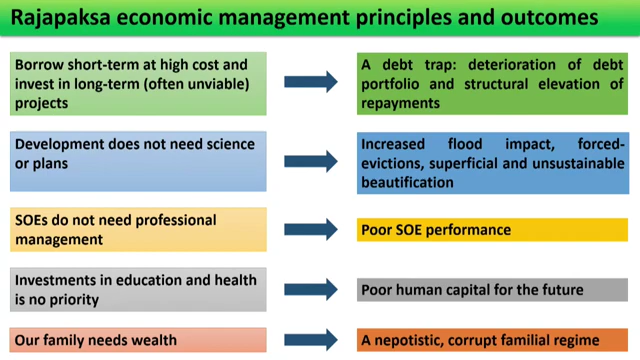 Rajapaksa economic management principles and outcomes
Borrow short-term at high cost and
invest in long-term (often unviable)
projects
A debt trap: deterioration of debt
portfolio and structural elevation of
repayments
Development does not need science
or plans
Increased flood impact, forced-
evictions, superficial and unsustainable
beautification
SOEs do not need professional
management
Poor SOE performance
Investments in education and health
is no priority
Poor human capital for the future
Our family needs wealth
A nepotistic, corrupt familial regime